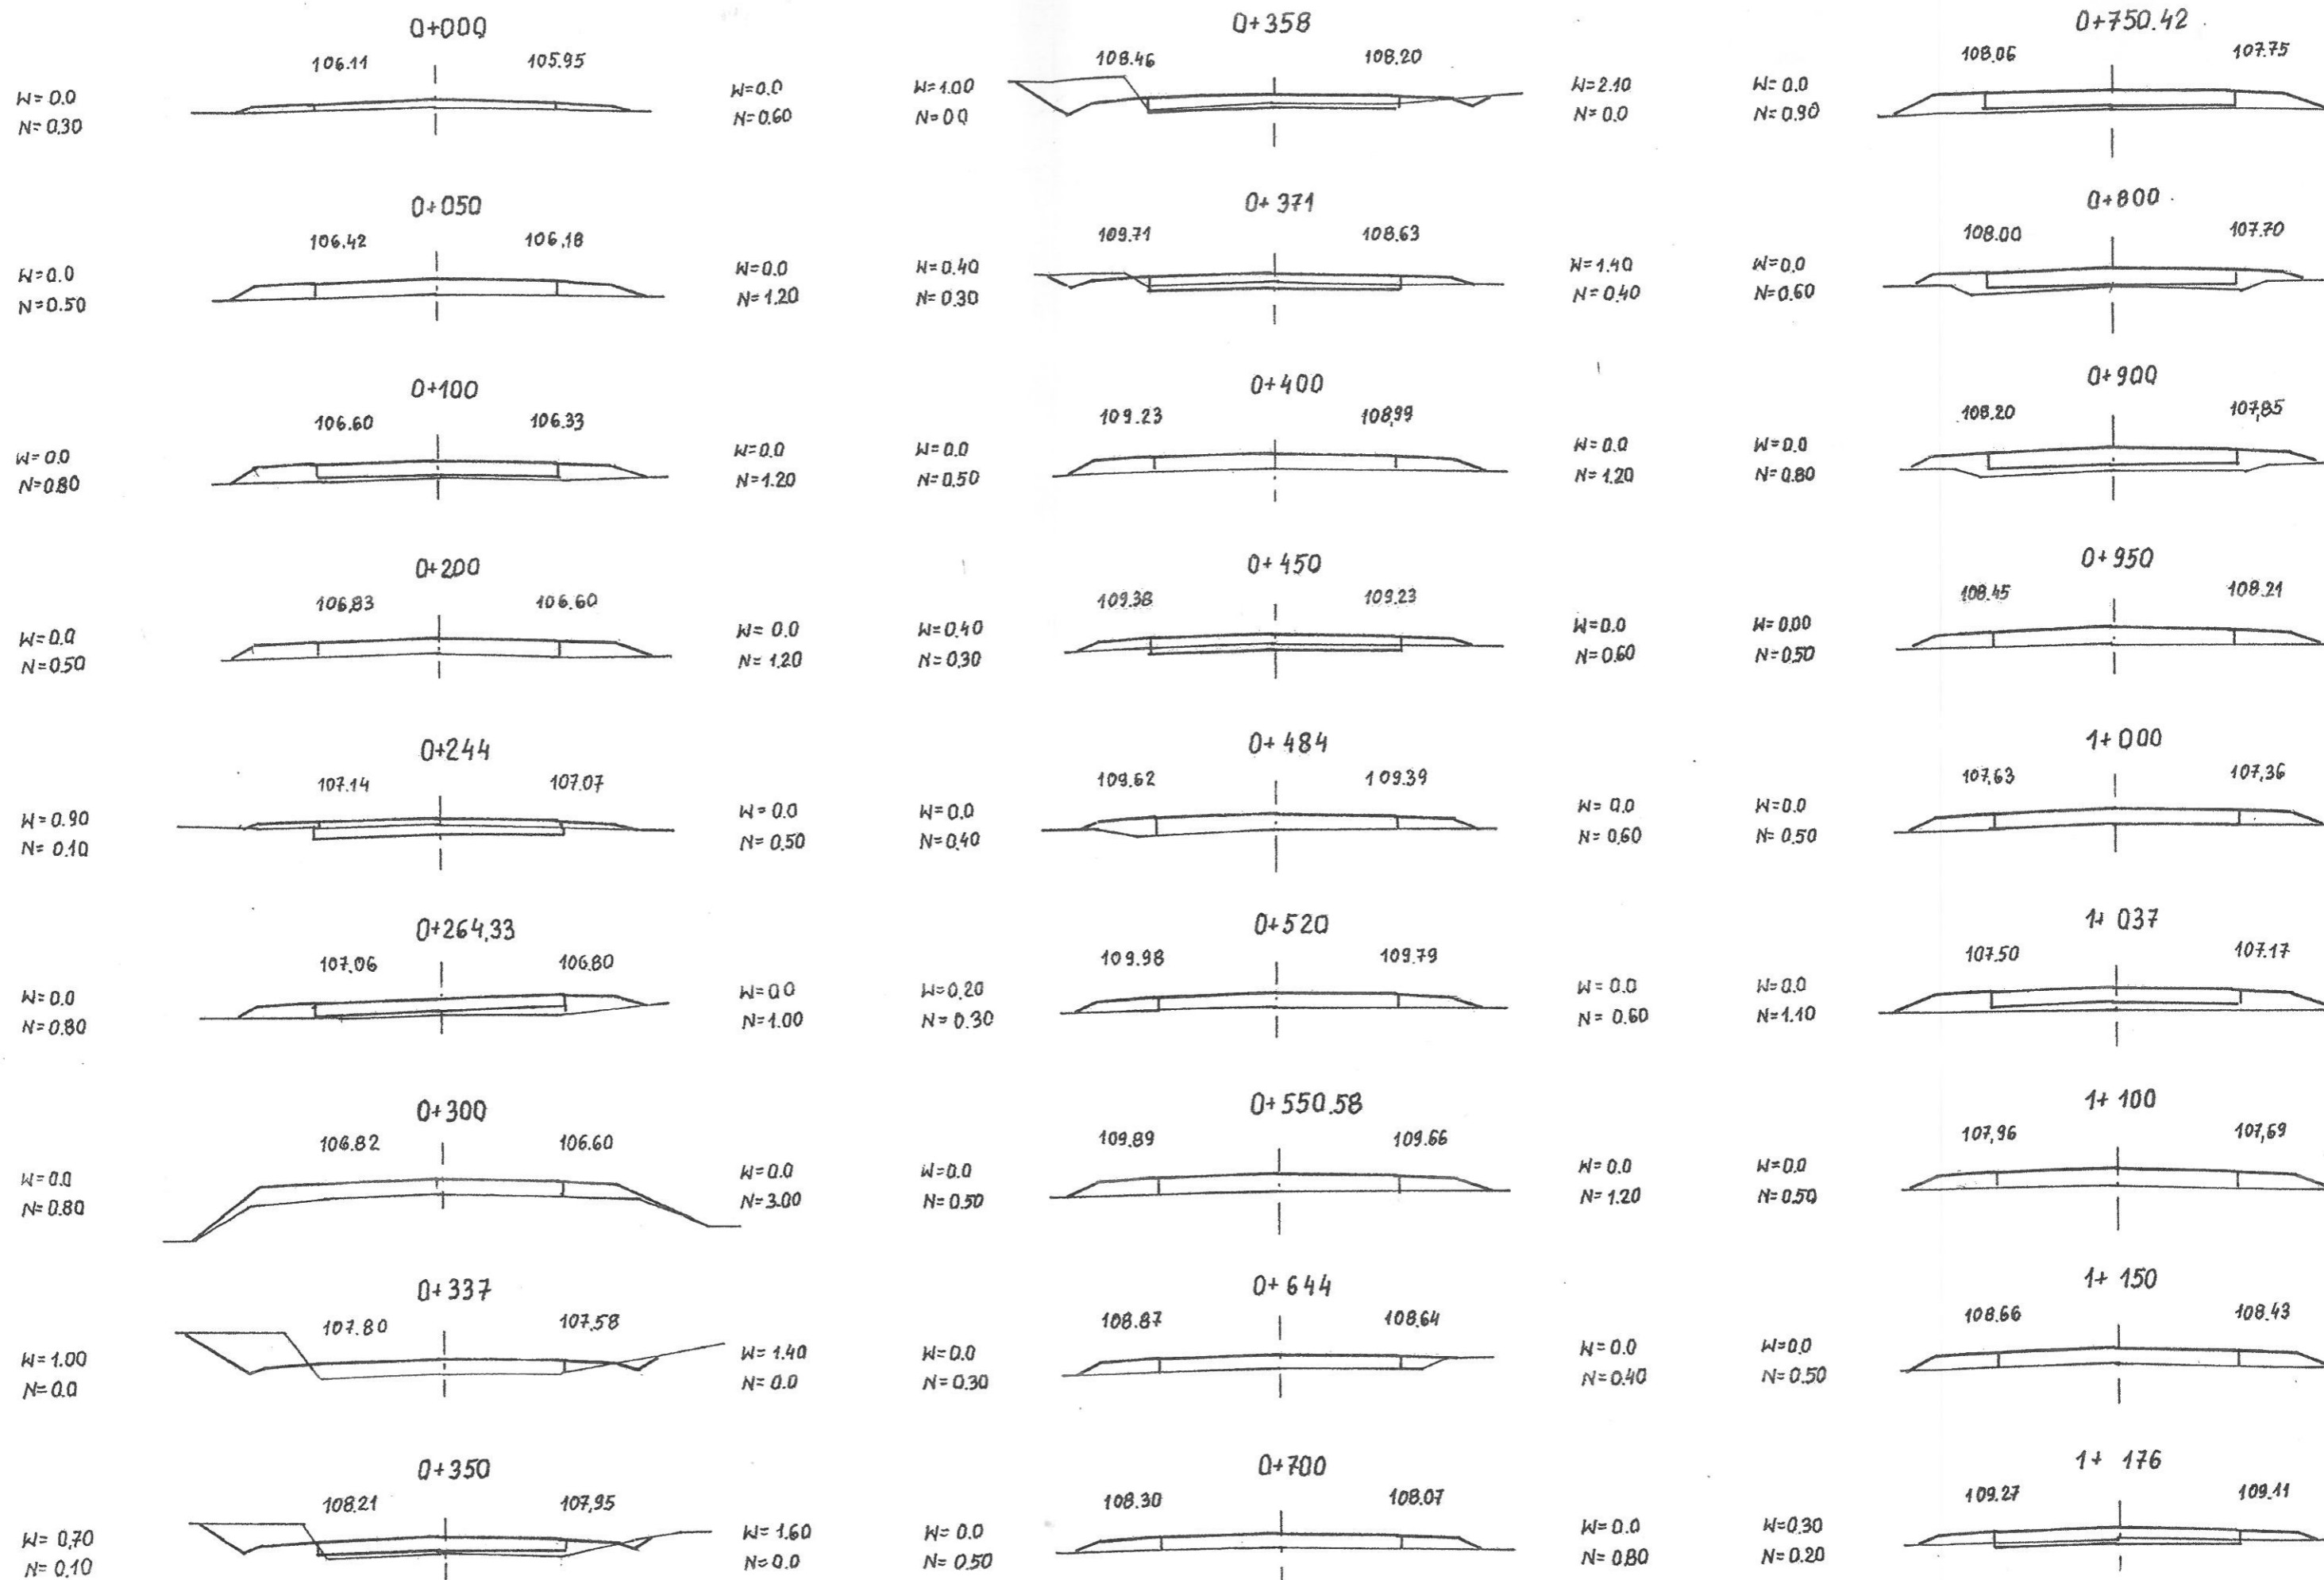 0+000
106.11 105.95
W=0.0
N=0.30
W=0.0
N=0.60
0+050
106.42 106.18
W=0.0
N=0.50
W=0.0
N=1.20
0+100
106.60 106.33
W=0.0
N=0.80
W=0.0
N=1.20
0+200
106.83 106.60
W=0.0
N=0.50
W=0.0
N=1.20
0+244
107.14 107.07
W=0.90
N=0.10
W=0.0
N=0.50
0+264,33
107.06 106.80
W=0.0
N=0.80
W=0.0
N=1.00
0+300
106.82 106.60
W=0.0
N=0.80
W=0.0
N=3.00
0+337
107.80 107.58
W=1.00
N=0.0
W=1.40
N=0.0
0+350
108.21 107.95
W=0,70
N=0.10
W=1.60
N=0.0
0+358
108.46 108.20
W=1.00
N=0 0
W=2.10
N=0.0
0+371
109.71 108.63
W=0.40
N=0.30
W=1.40
N=0.40
0+400
109.23 108,99
W=0.0
N=0.50
W=0.0
N=1.20
0+450
109.38 109.23
W=0.40
N=0.30
W=0.0
N=0.60
0+484
109.62 109.39
W=0.0
N=0.40
W=0.0
N=0.60
0+520
109.98 109.79
W=0.20
N=0.30
W=0.0
N=0.60
0+550.58
109.89 109.66
W=0.0
N=0.50
W=0.0
N=1.20
0+644
108.87 108.64
W=0.0
N=0.30
W=0.0
N=0.40
0+700
108.30 108.07
W=0.0
N=0.50
W=0.0
N=0.80
0+750.42
108.06 107.75
W=0.0
N=0.90
0+800
108.00 107.70
W=0.0
N=0.60
0+900
108.20 107,85
W=0.0
N=0.80
0+950
108.45 108.21
W=0.00
N=0.50
1+000
107,63 107,36
W=0.0
N=0.50
1+037
107.50 107.17
W=0.0
N=1.10
1+100
107,96 107,69
W=0.0
N=0.50
1+150
108.66 108.43
W=0.0
N=0.50
1+176
109.27 109.11
W=0.30
N=0.20